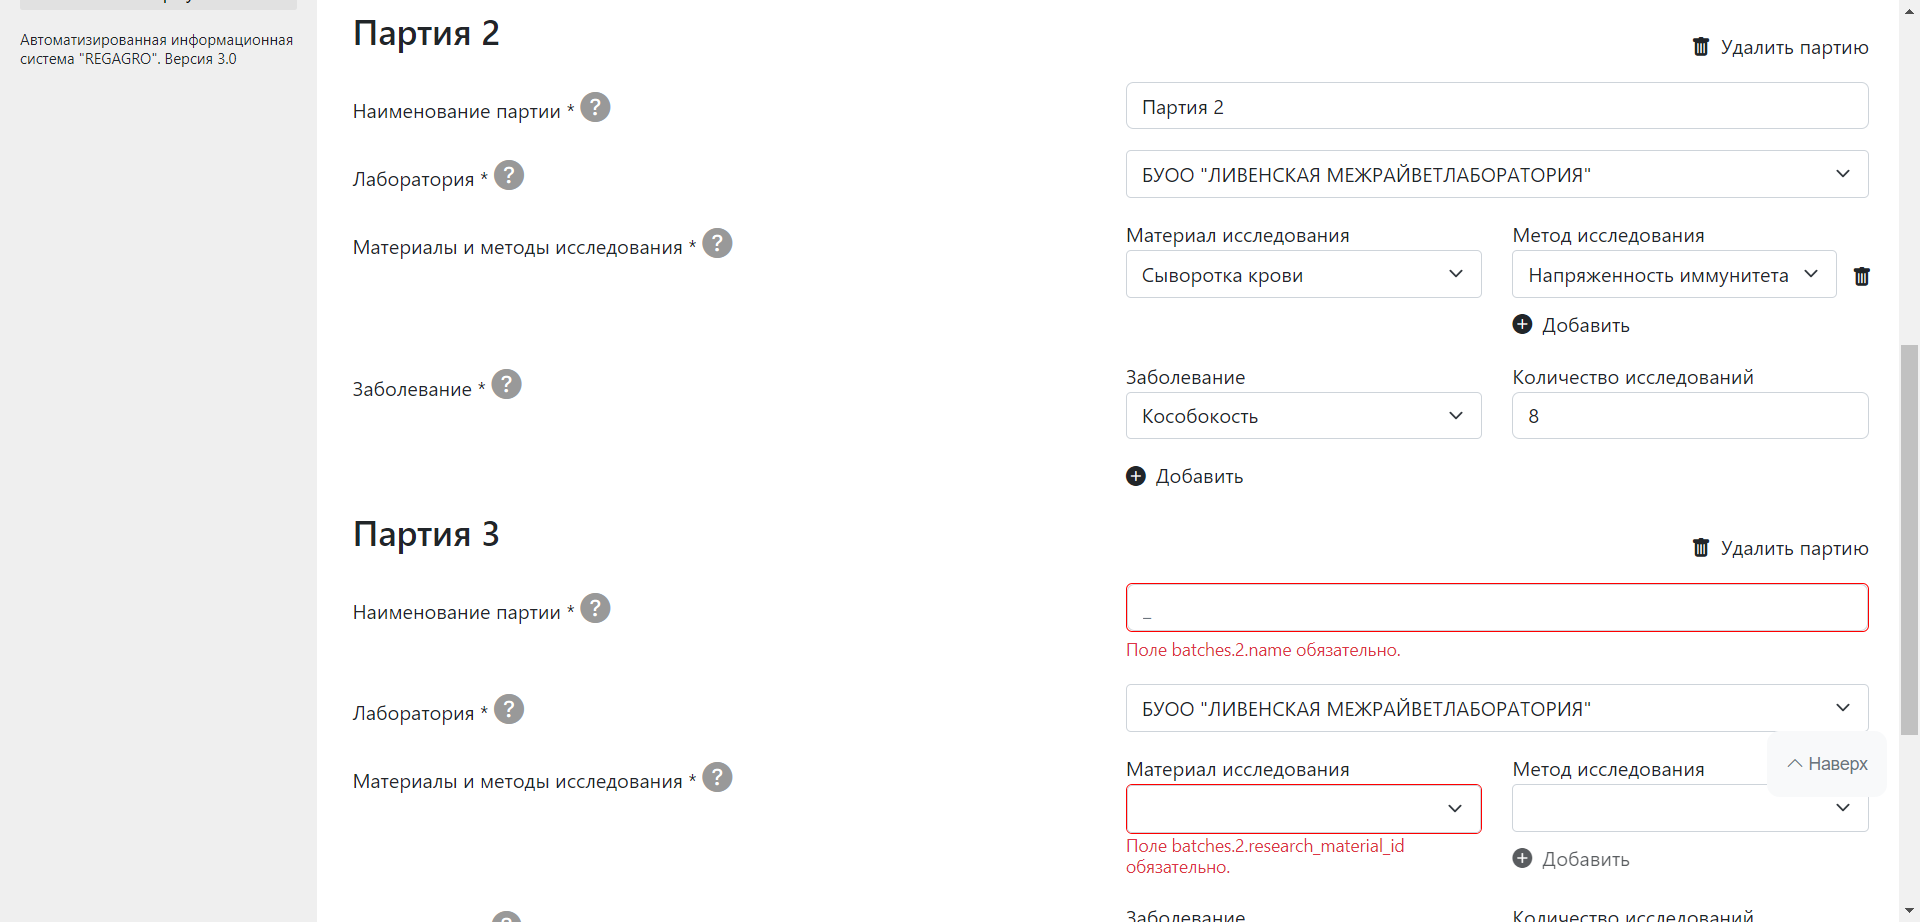 Автоматизированная информационная
система "REGAGRO". Версия 3.0
Партия 2
Удалить партию
Наименование партии * ?
Партия 2
Лаборатория * ?
БУОО "ЛИВЕНСКАЯ МЕЖРАЙВЕТЛАБОРАТОРИЯ"
Материалы и методы исследования * ?
Материал исследования
Метод исследования
Сыворотка крови
Напряженность иммунитета
Добавить
Заболевание * ?
Заболевание
Количество исследований
Кособокость
8
Добавить
Партия 3
Удалить партию
Наименование партии * ?
_
Поле batches.2.name обязательно.
Лаборатория * ?
БУОО "ЛИВЕНСКАЯ МЕЖРАЙВЕТЛАБОРАТОРИЯ"
Материалы и методы исследования * ?
Материал исследования
Метод исследования
Наверх
Поле batches.2.research_material_id
обязательно.
Добавить
Заболевание
Количество исследований